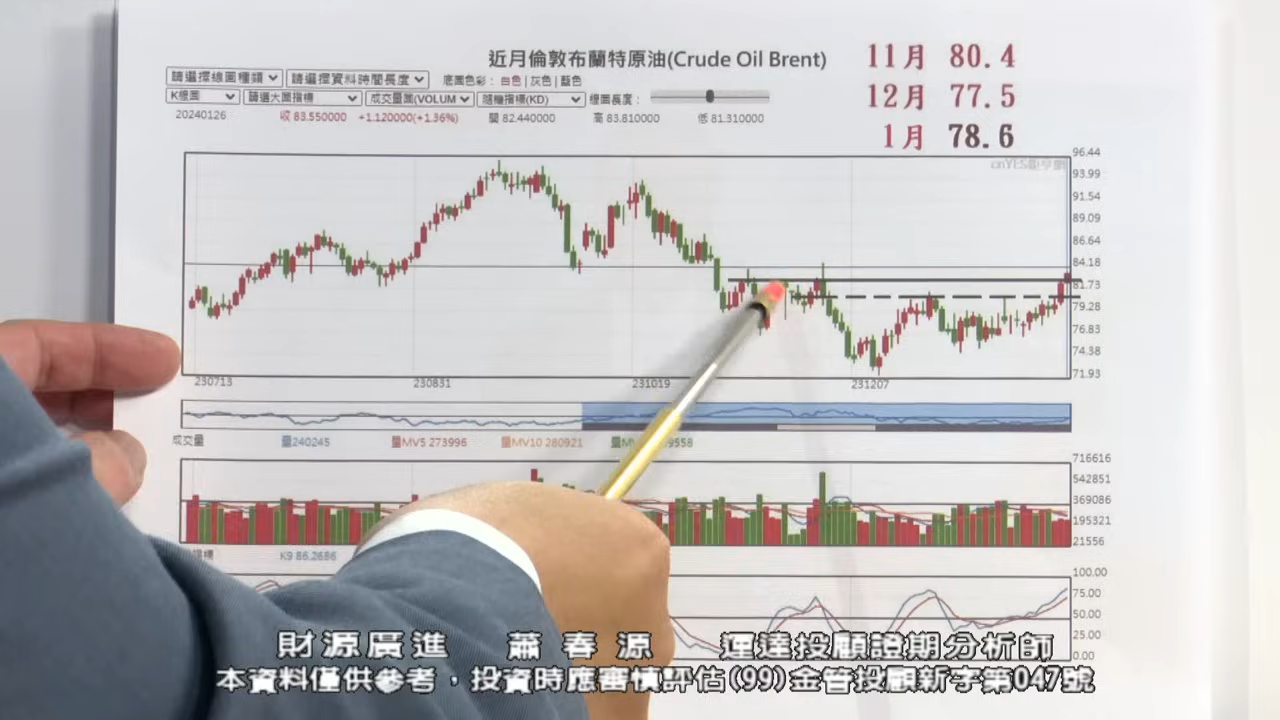 近月倫敦布蘭特原油(Crude Oil Brent)
11月 80.4
12月 77.5
1月 78.6
請選擇線圖種類 請選擇資料時間長度 底圖色彩： 白色 | 灰色 | 藍色
K線圖 請選大圖指標 成交量圖(VOLUM 隨機指標(KD) 線圖長度：
20240126 收 83.550000 +1.120000(+1.36%) 開 82.440000 高 83.810000 低 81.310000
96.44
93.99
91.54
89.09
86.64
84.18
81.73
79.28
76.83
74.38
71.93
230713 230831 231019 231207
成交量 量240245 量MV5 273996 量MV10 280921
716616
542851
369086
195321
21556
K9 86.2686
100.00
75.00
50.00
25.00
0.00
財源廣進 蕭春源 運達投顧證期分析師
本資料僅供參考，投資時應審慎評估(99)金管投顧新字第047號